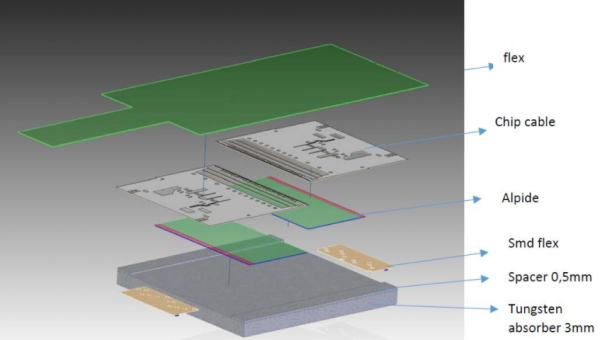 flex
Chip cable
Alpide
Smd flex
Spacer 0,5mm
Tungsten
absorber 3mm